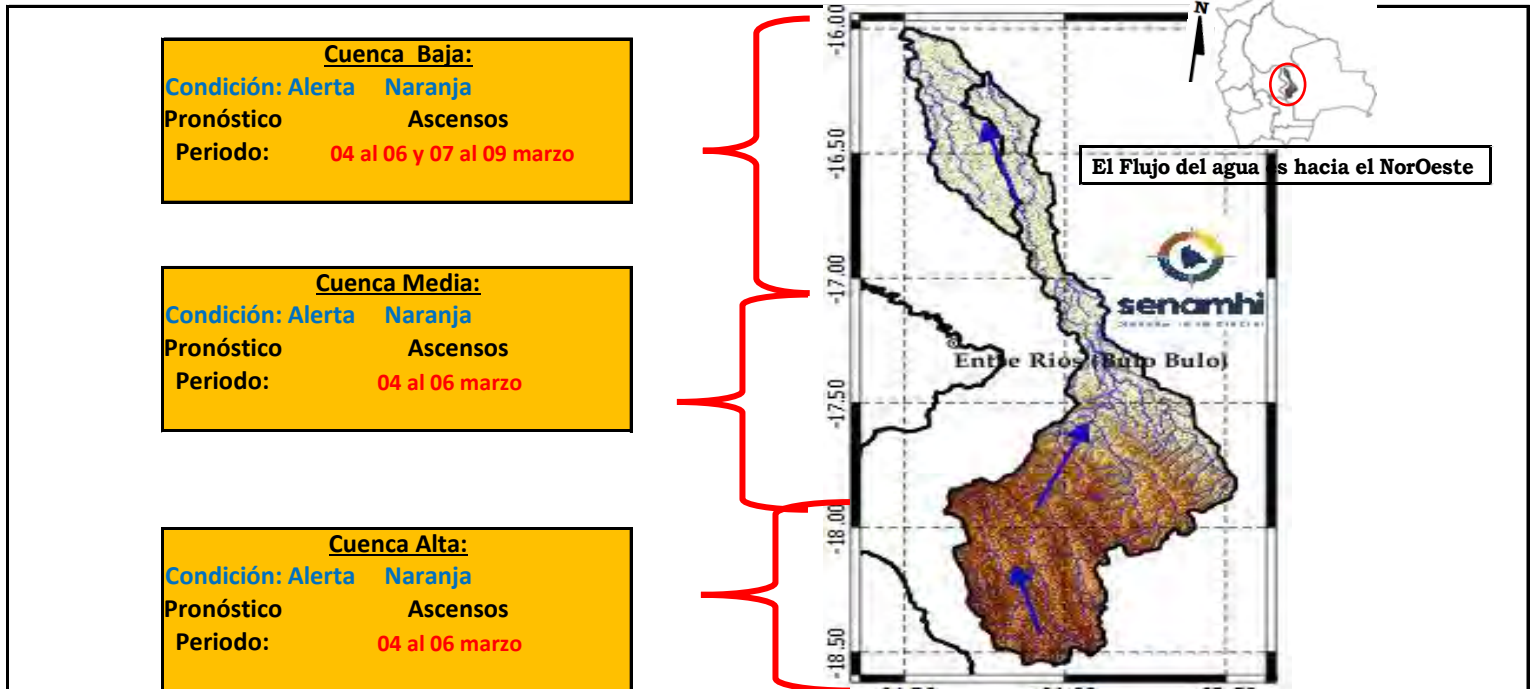 Cuenca Baja:
Condición: Alerta Naranja
Pronóstico Ascensos
Periodo: 04 al 06 y 07 al 09 marzo
Cuenca Media:
Condición: Alerta Naranja
Pronóstico Ascensos
Periodo: 04 al 06 marzo
Cuenca Alta:
Condición: Alerta Naranja
Pronóstico Ascensos
Periodo: 04 al 06 marzo
N
El Flujo del agua es hacia el NorOeste
senamhi
Entre Rios (Bulo Bulo)
-16.00
-16.50
-17.00
-17.50
-18.00
-18.50